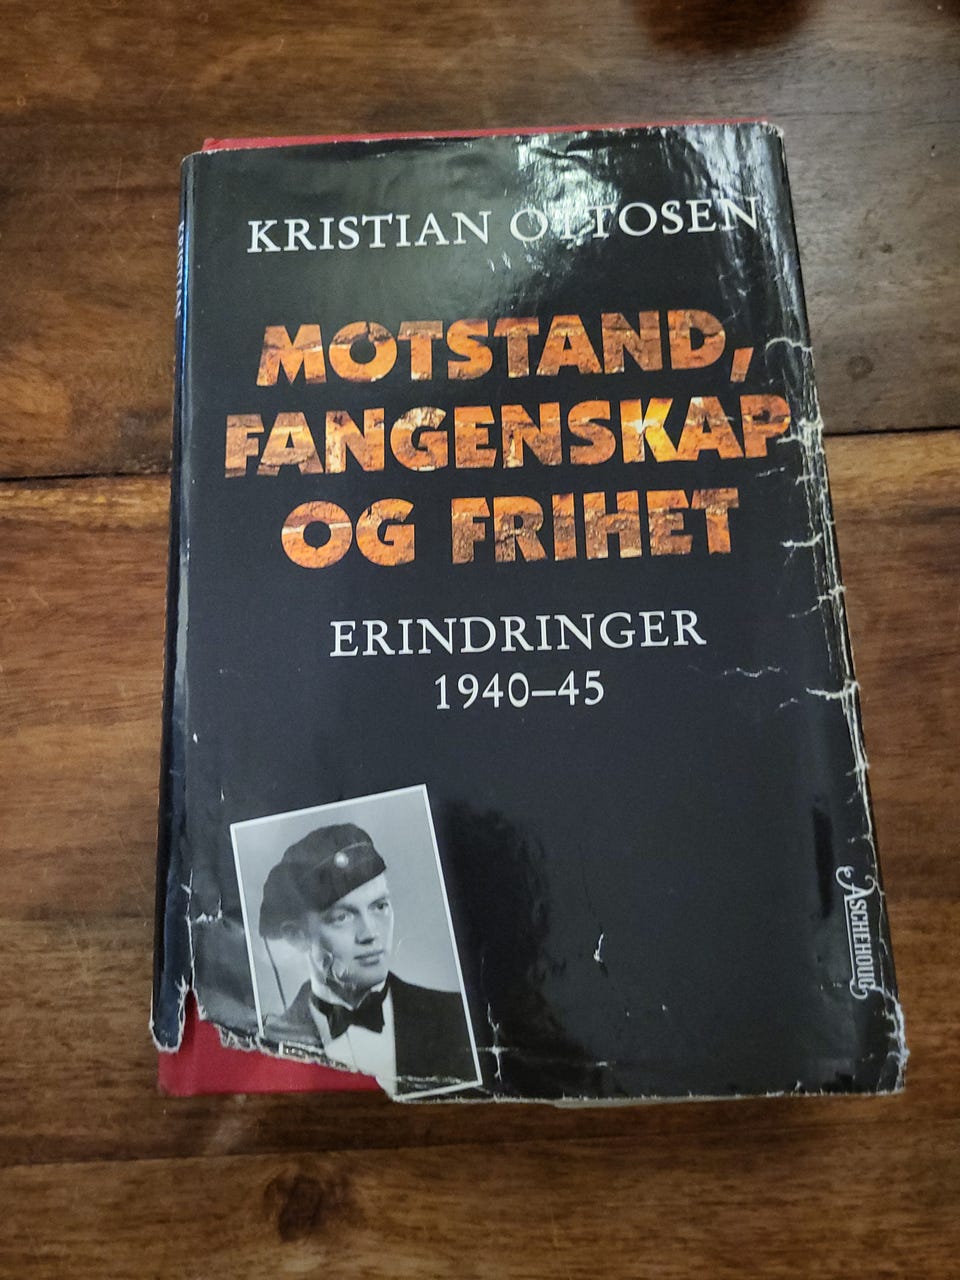 KRISTIAN OTTOSEN
MOTSTAND,
FANGENSKAP
OG FRIHET
ERINDRINGER
1940–45
ASCHEHOUG